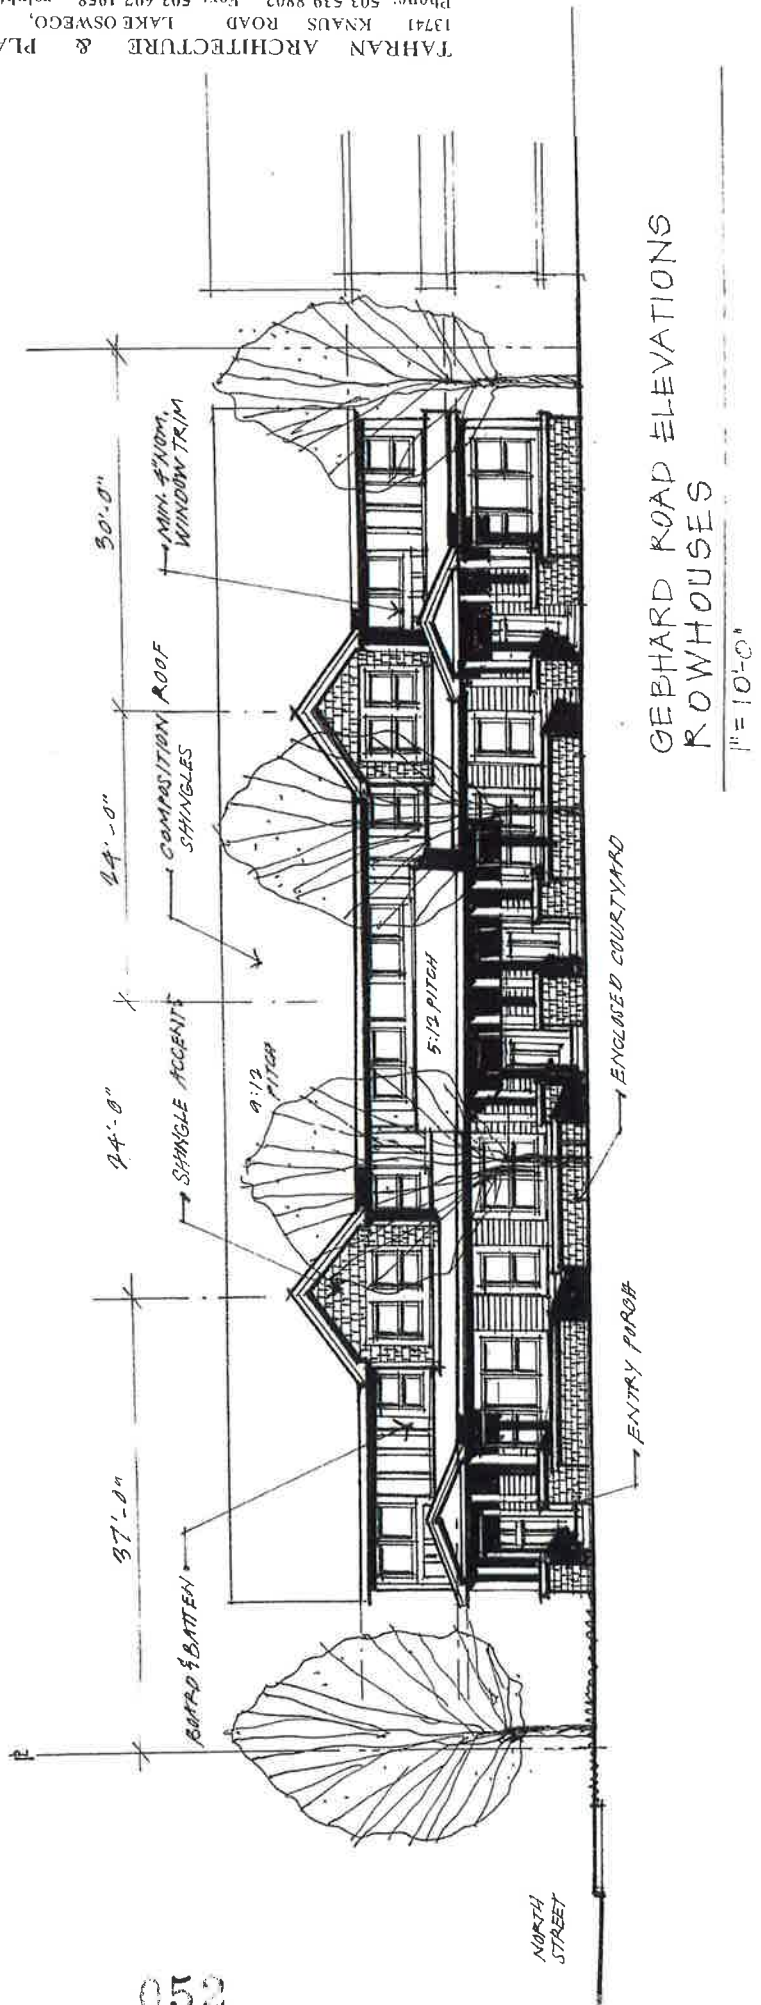 TAHRAN ARCHITECTURE &
13741 KNAUS ROAD LAKE OSWEGO,
37'-0"
24'-0"
24'-0"
30'-0"
BOARD & BATTEN
SHINGLE ACCENTS
COMPOSITION ROOF
SHINGLES
MIN. 4" NOM.
WINDOW TRIM
9:12
PITCH
5:12 PITCH
NORTH
STREET
ENTRY PORCH
ENCLOSED COURTYARD
GEBHARD ROAD ELEVATIONS
ROWHOUSES
1"=10'-0"
052